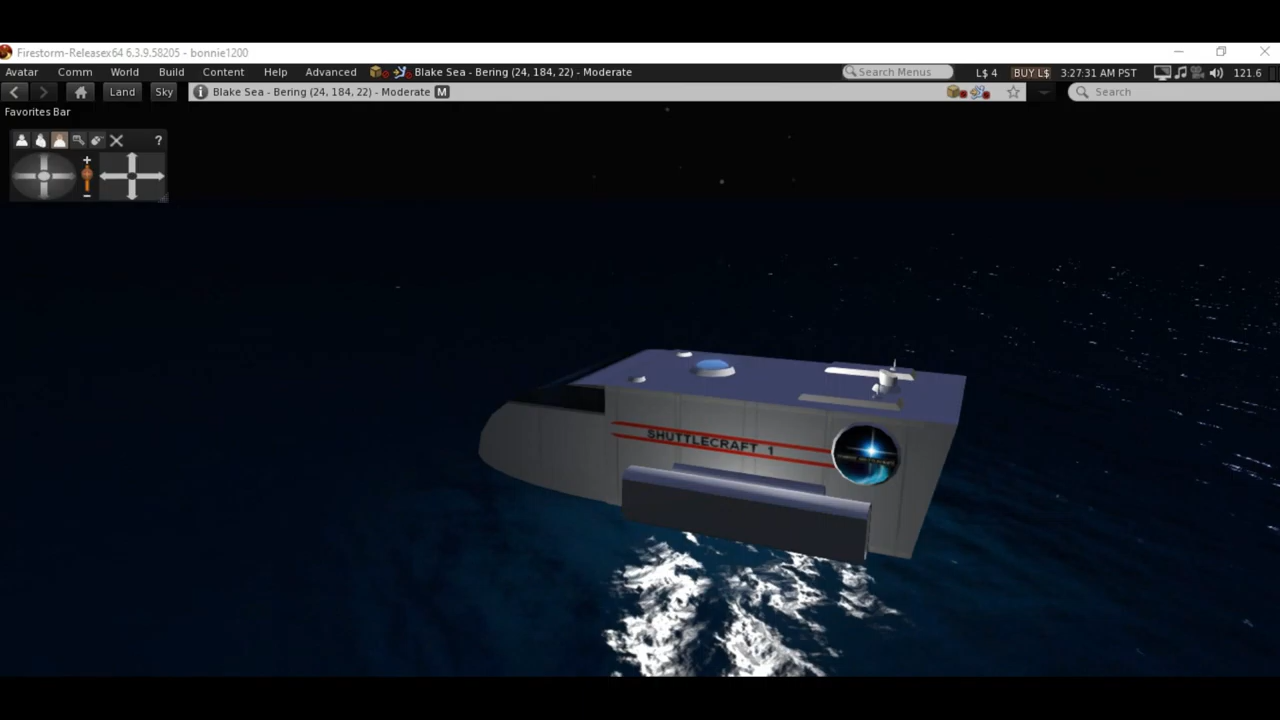 Firestorm-Releasex64 6.3.9.58205 - bonnie1200
Avatar Comm World Build Content Help Advanced Blake Sea - Bering (24, 184, 22) - Moderate Search Menus L$ 4 BUY L$ 3:27:31 AM PST 121.6
Land Sky Blake Sea - Bering (24, 184, 22) - Moderate M Search
Favorites Bar
?
SHUTTLECRAFT 1